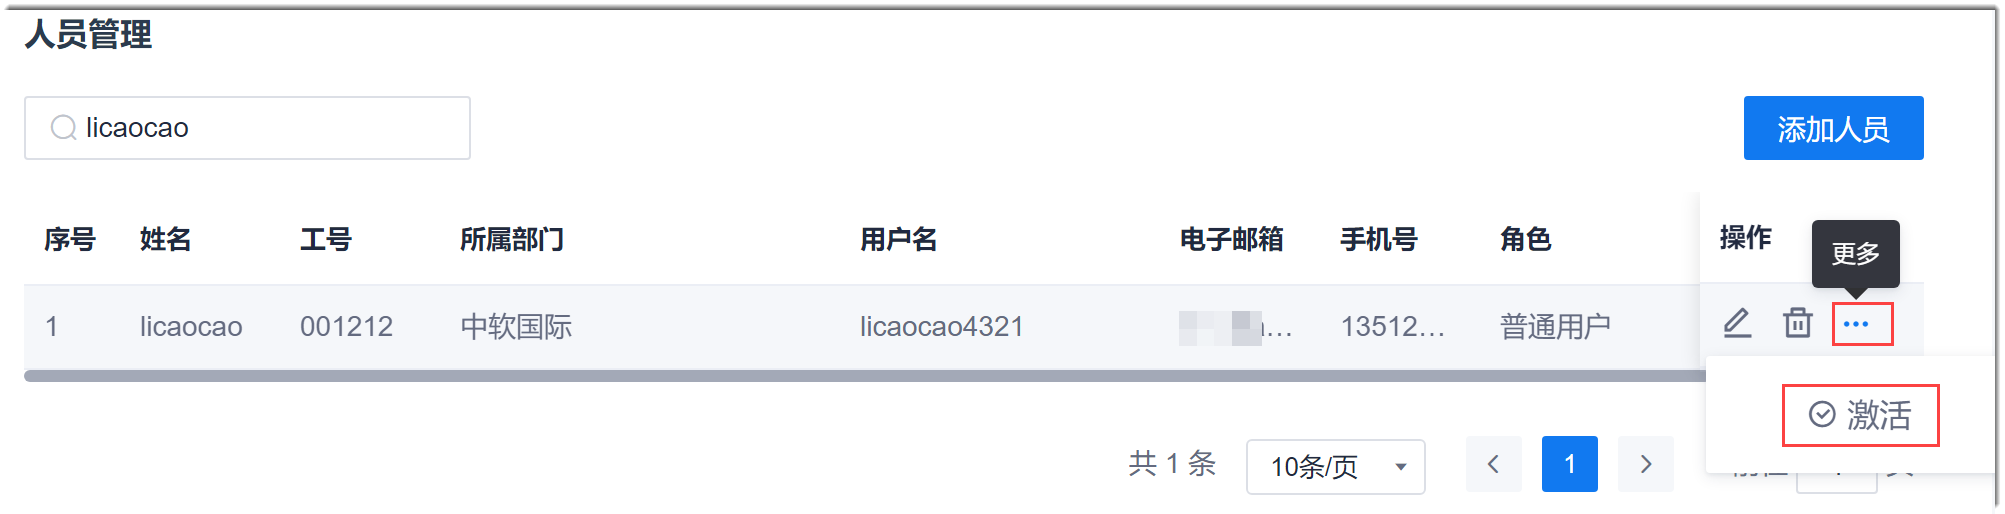 人员管理
licaocao
添加人员
序号 姓名 工号 所属部门 用户名 电子邮箱 手机号 角色 操作
更多
1 licaocao 001212 中软国际 licaocao4321 ... 13512... 普通用户
激活
共 1 条 10条/页 1